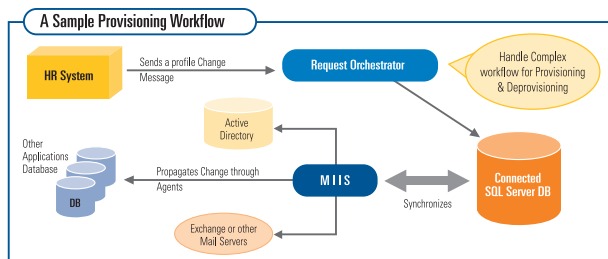 A Sample Provisioning Workflow
HR System
Sends a profile Change
Message
Request Orchestrator
Handle Complex
workflow for Provisioning
& Deprovisioning
Active
Directory
Other
Applications
Database
DB
Propagates Change through
Agents
MIIS
Synchronizes
Connected
SQL Server DB
Exchange or other
Mail Servers